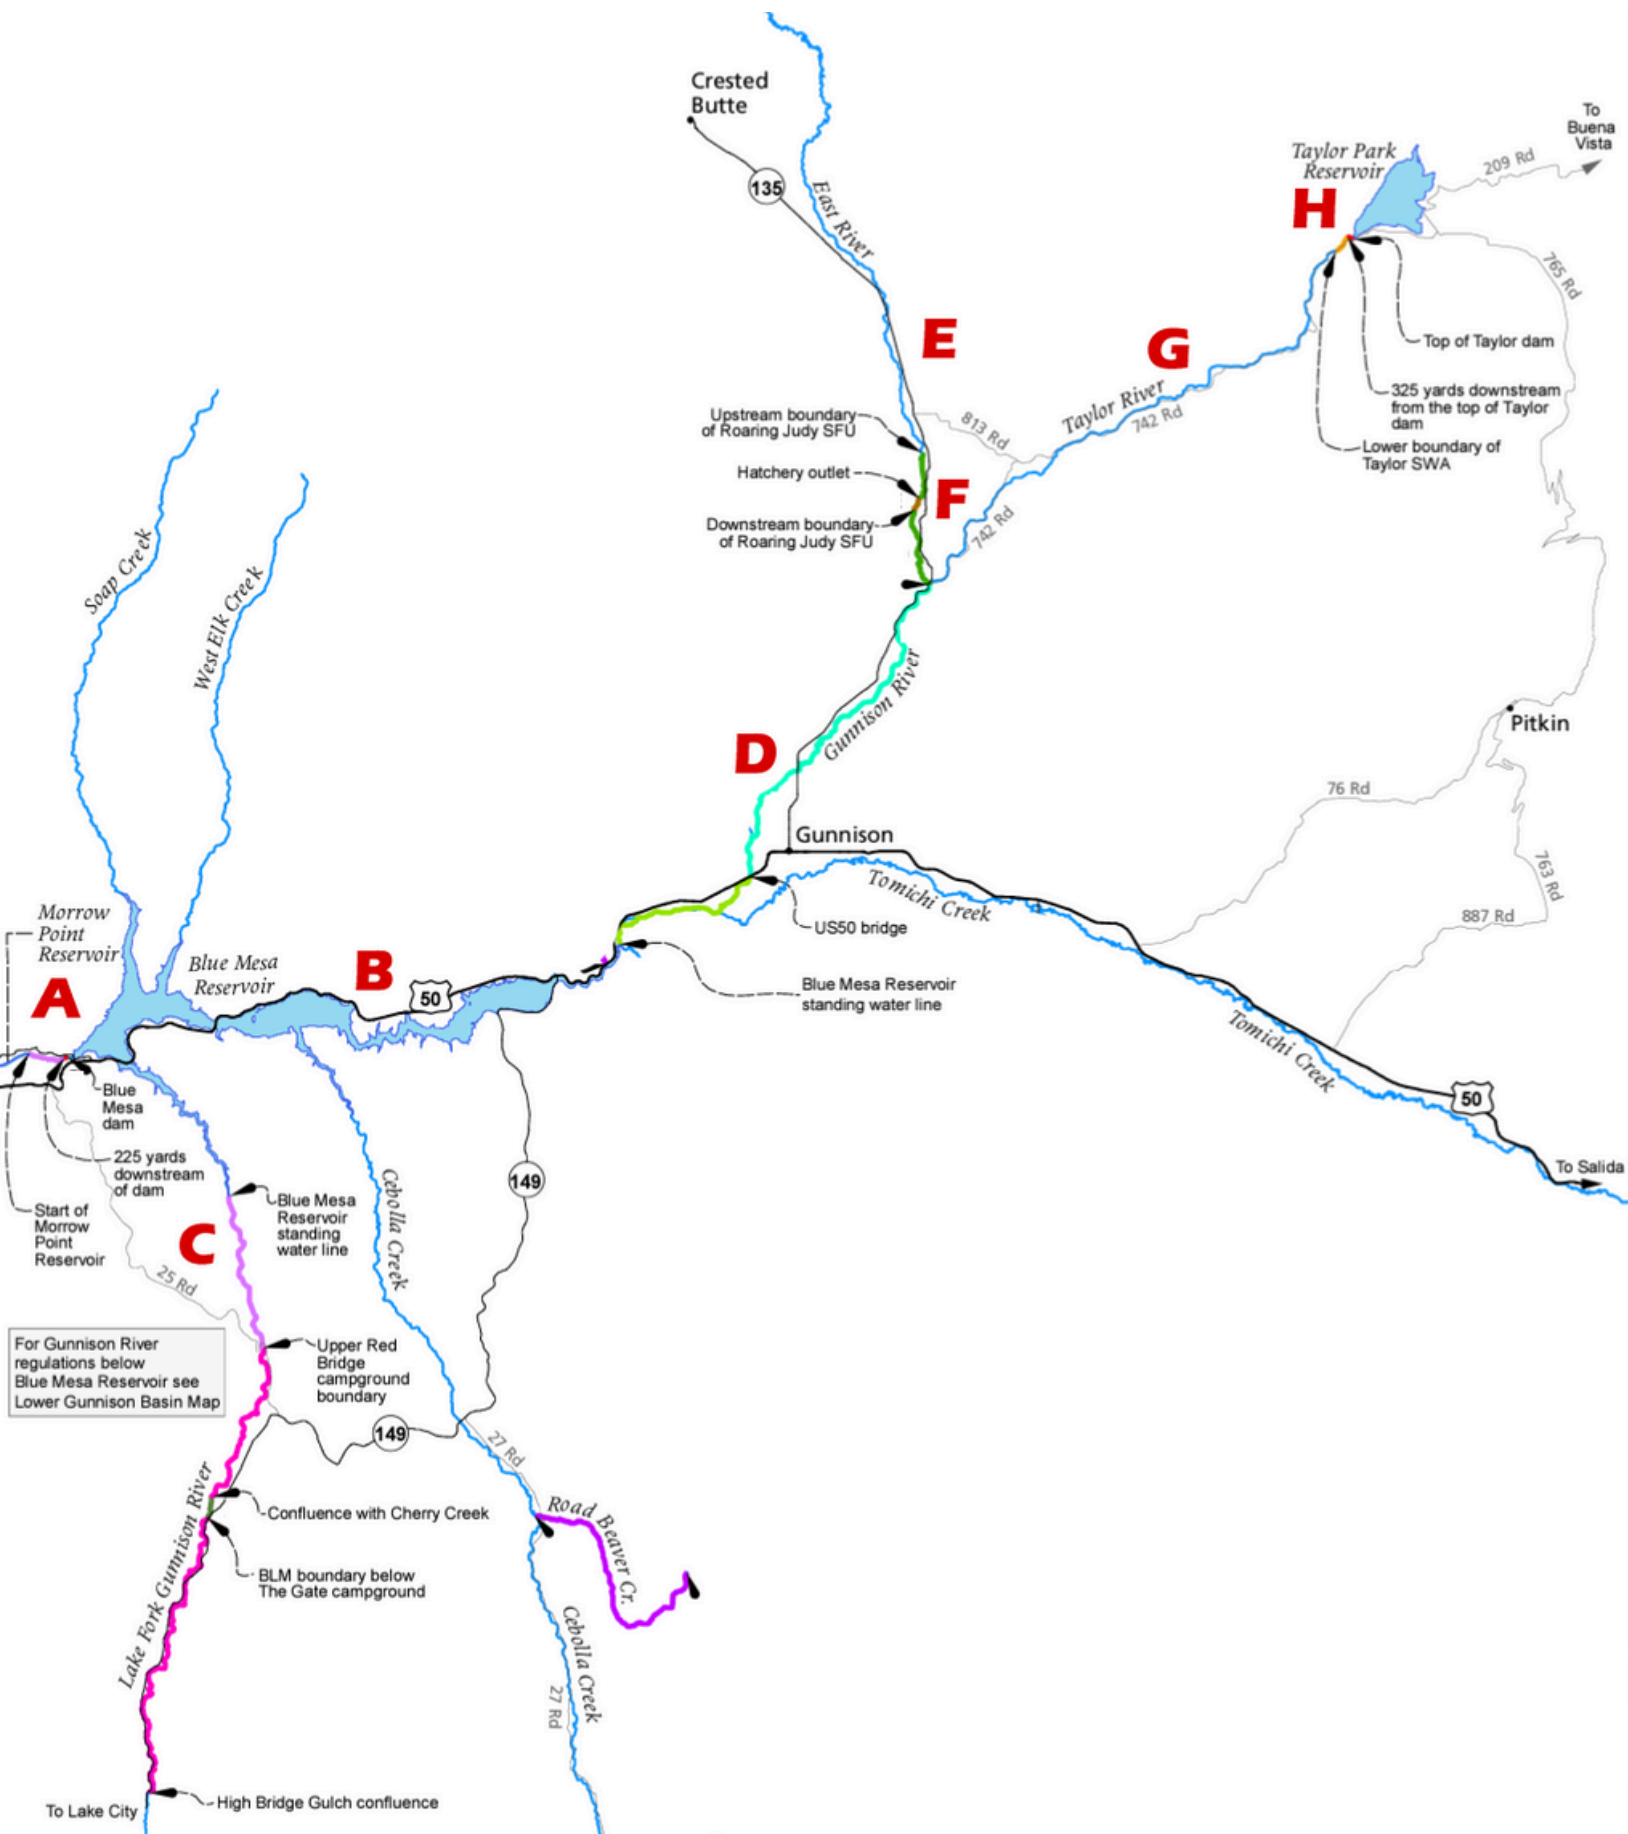 Crested
Butte
135
East River
To
Buena
Vista
Taylor Park
Reservoir
209 Rd
H
765 Rd
E
G
Top of Taylor dam
325 yards downstream
from the top of Taylor
dam
Lower boundary of
Taylor SWA
Taylor River
742 Rd
813 Rd
Upstream boundary
of Roaring Judy SFU
Hatchery outlet
F
Downstream boundary
of Roaring Judy SFU
742 Rd
Soap Creek
West Elk Creek
Gunnison River
D
Pitkin
76 Rd
Gunnison
Tomichi Creek
763 Rd
887 Rd
US50 bridge
Morrow
Point
Reservoir
Blue Mesa
Reservoir
B
50
A
Blue Mesa Reservoir
standing water line
Tomichi Creek
50
To Salida
Blue
Mesa
dam
225 yards
downstream
of dam
149
Start of
Morrow
Point
Reservoir
Blue Mesa
Reservoir
standing
water line
C
Cebolla Creek
25 Rd
For Gunnison River
regulations below
Blue Mesa Reservoir see
Lower Gunnison Basin Map
Upper Red
Bridge
campground
boundary
149
27 Rd
Lake Fork Gunnison River
Confluence with Cherry Creek
Road Beaver Cr.
BLM boundary below
The Gate campground
Cebolla Creek
27 Rd
High Bridge Gulch confluence
To Lake City